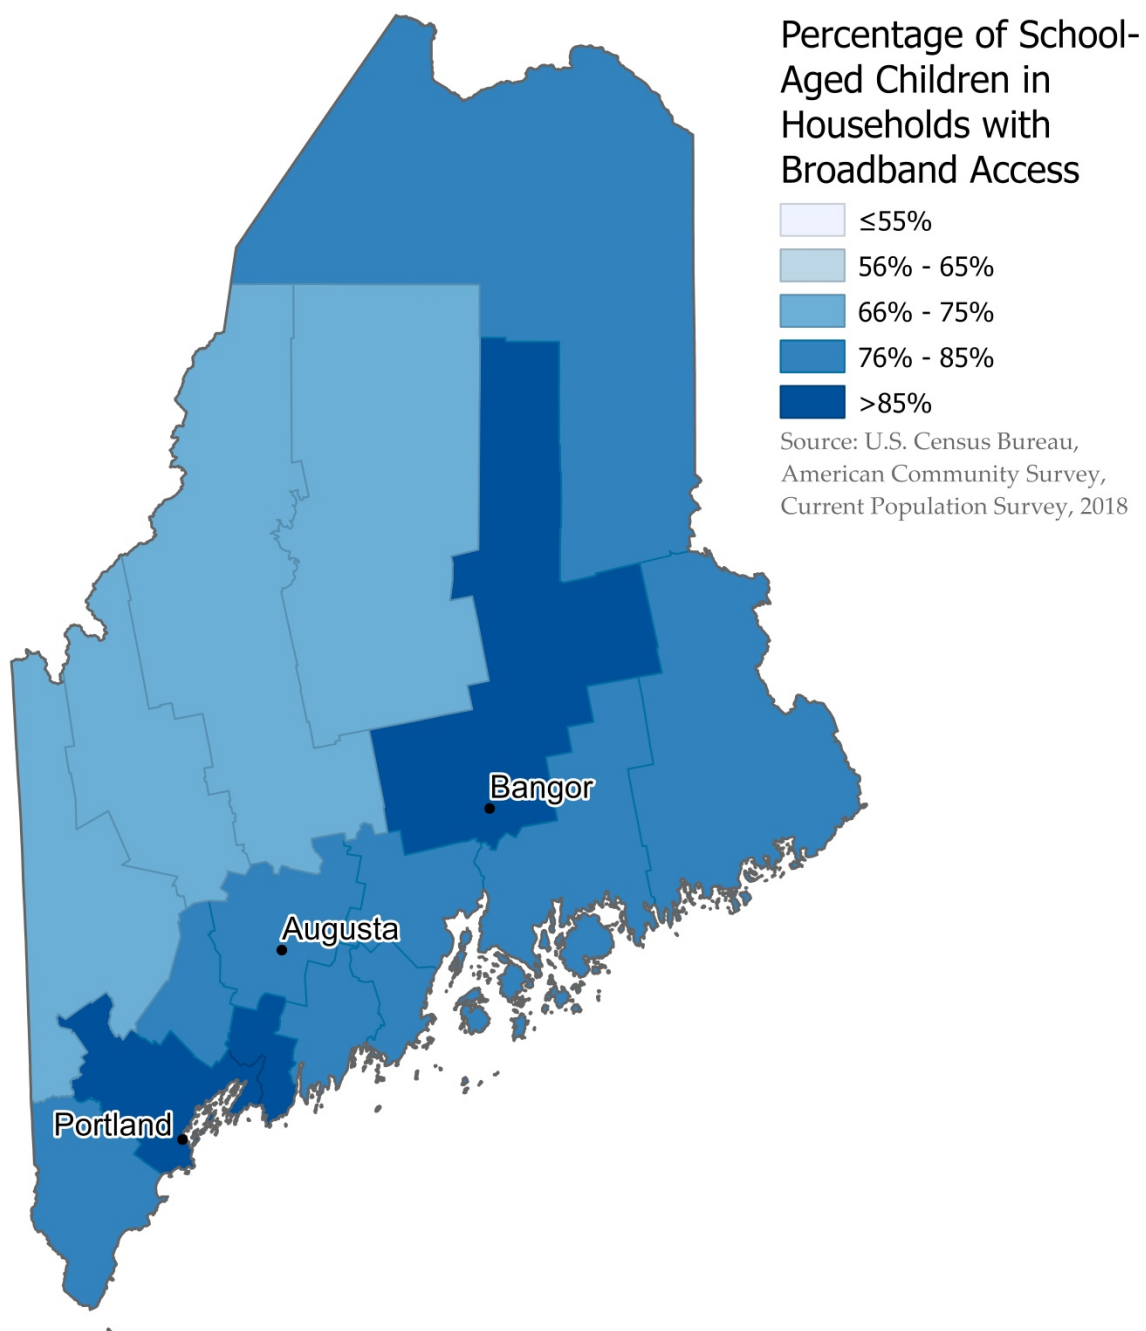 Percentage of School-
Aged Children in
Households with
Broadband Access
≤55%
56% - 65%
66% - 75%
76% - 85%
>85%
Source: U.S. Census Bureau,
American Community Survey,
Current Population Survey, 2018
Bangor
Augusta
Portland